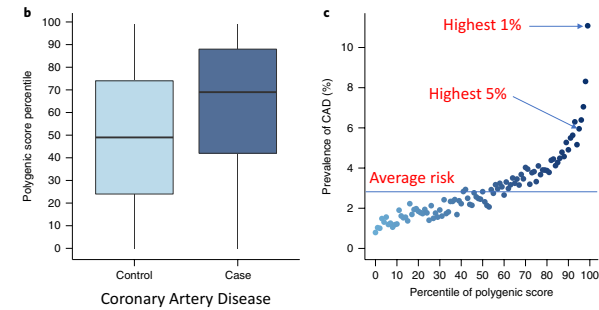 b
Polygenic score percentile
100
90
80
70
60
50
40
30
20
10
0
Control
Case
Coronary Artery Disease
c
Prevalence of CAD (%)
10
8
6
4
2
0
Highest 1%
Highest 5%
Average risk
0 10 20 30 40 50 60 70 80 90 100
Percentile of polygenic score